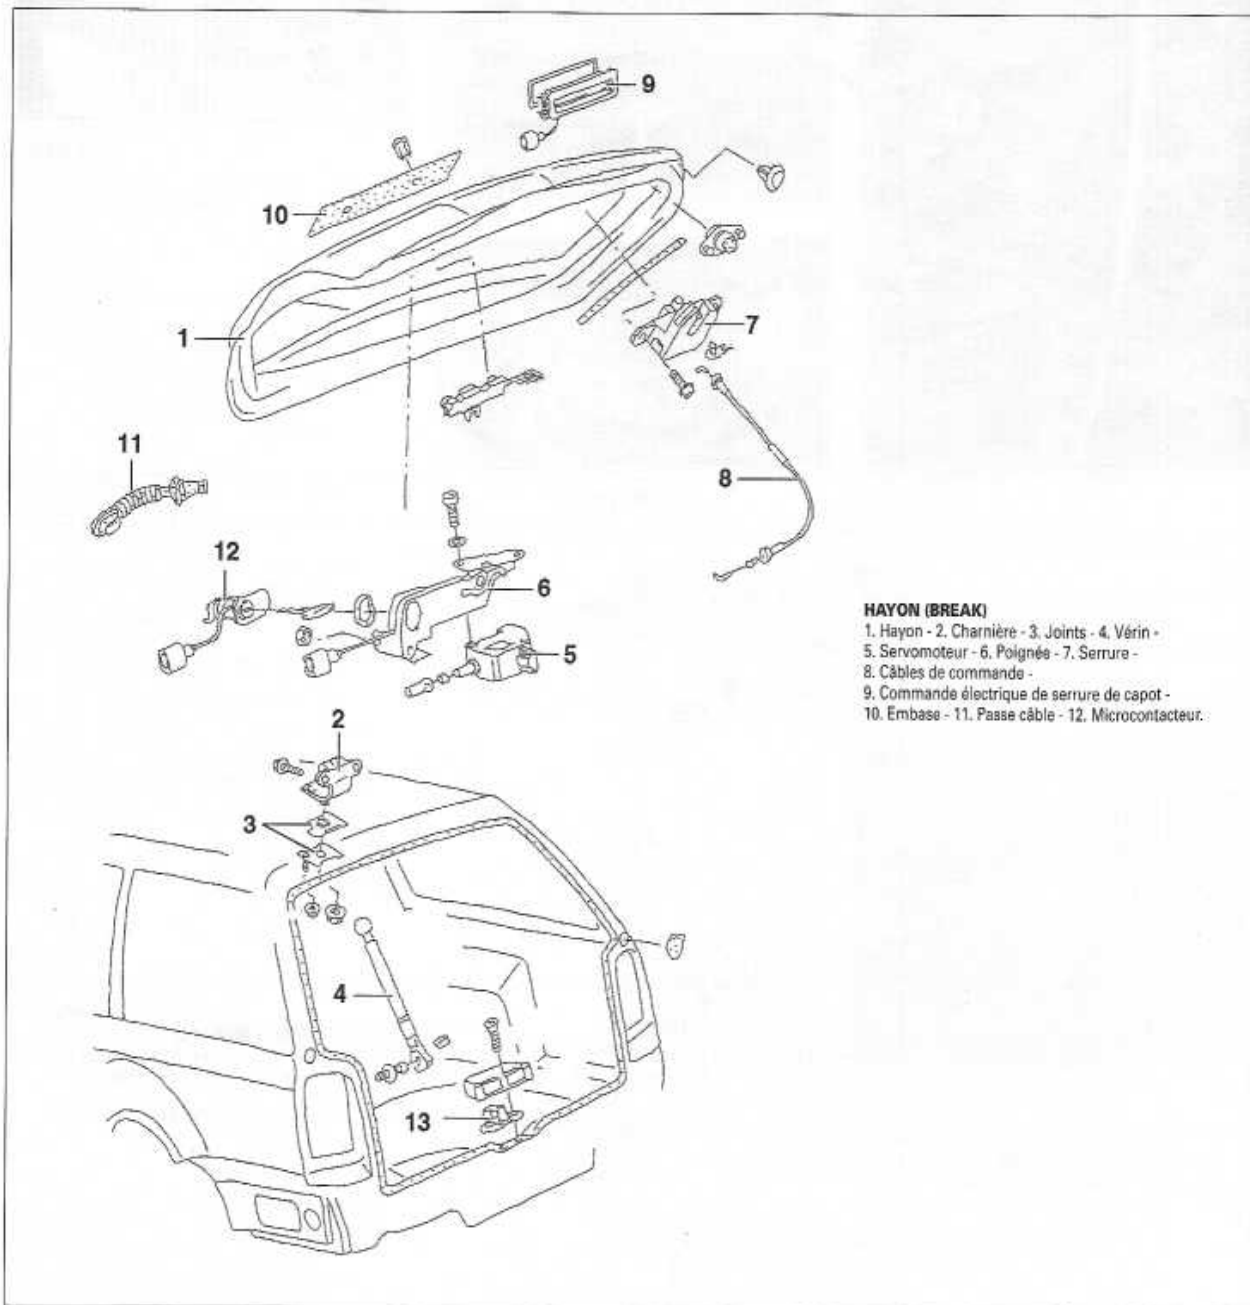 9
10
1
7
11
8
12
6
5
HAYON (BREAK)
1. Hayon - 2. Charnière - 3. Joints - 4. Vérin -
5. Servomoteur - 6. Poignée - 7. Serrure -
8. Câbles de commande -
9. Commande électrique de serrure de capot -
10. Embase - 11. Passe câble - 12. Microcontacteur.
2
3
4
13